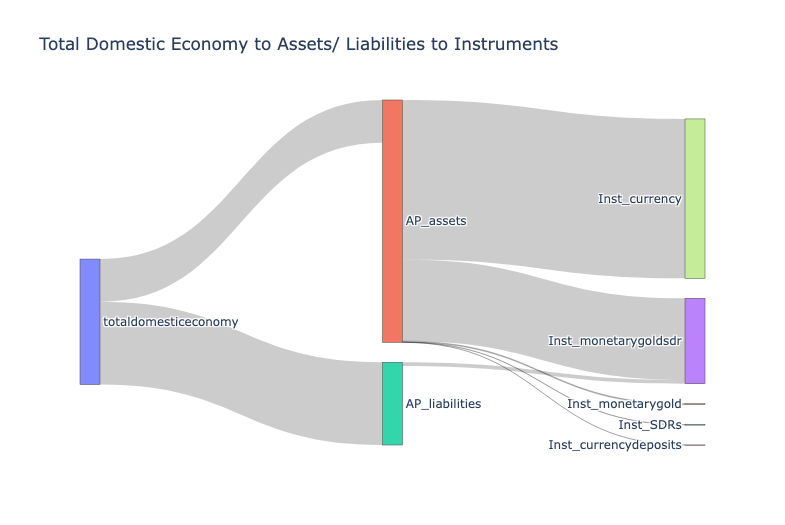 Total Domestic Economy to Assets/ Liabilities to Instruments
Inst_currency
AP_assets
totaldomesticeconomy
Inst_monetarygoldsdr
AP_liabilities
Inst_monetarygold
Inst_SDRs
Inst_currencydeposits